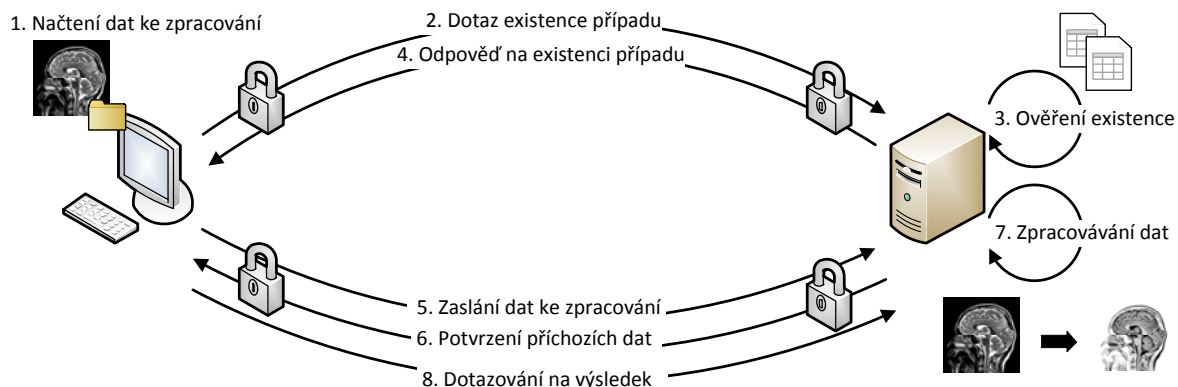 1. Načtení dat ke zpracování
2. Dotaz existence případu
4. Odpověď na existenci případu
3. Ověření existence
7. Zpracovávání dat
5. Zaslání dat ke zpracování
6. Potvrzení příchozích dat
8. Dotazování na výsledek